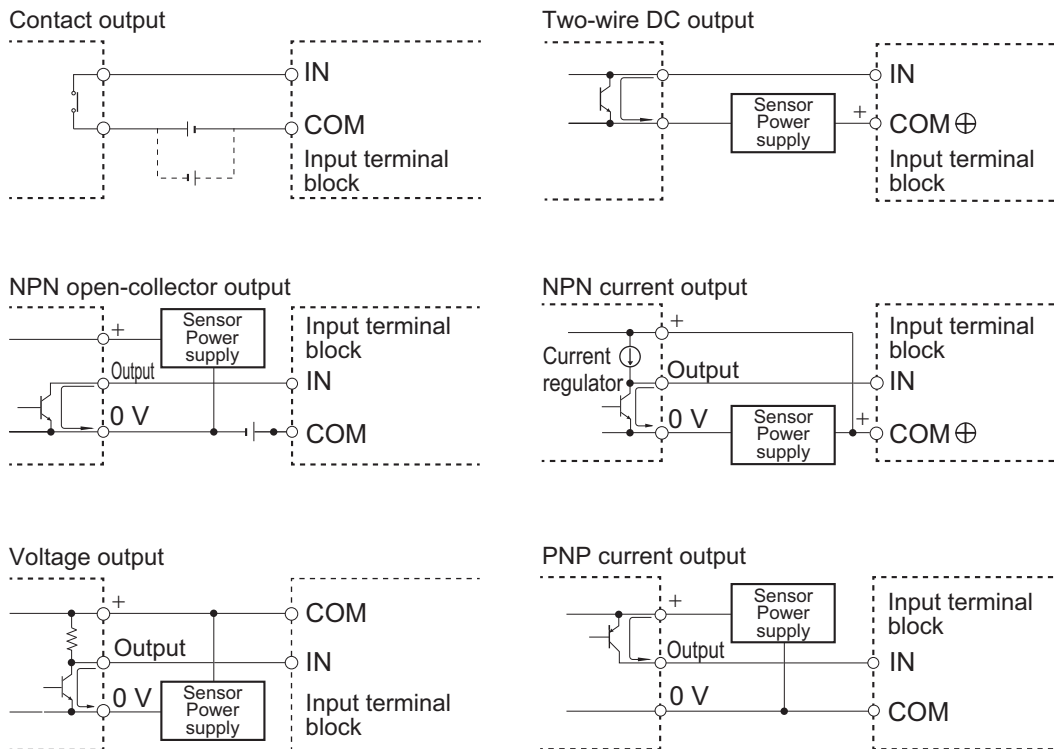 Contact output
IN
COM
Input terminal
block
Two-wire DC output
IN
Sensor
Power
supply
+
COM ⊕
Input terminal
block
NPN open-collector output
+
Sensor
Power
supply
Input terminal
block
Output
IN
0 V
COM
NPN current output
+
Input terminal
block
Current
regulator
Output
IN
0 V
Sensor
Power
supply
+
COM ⊕
Voltage output
+
COM
Output
IN
0 V
Sensor
Power
supply
Input terminal
block
PNP current output
+
Sensor
Power
supply
Input terminal
block
Output
IN
0 V
COM